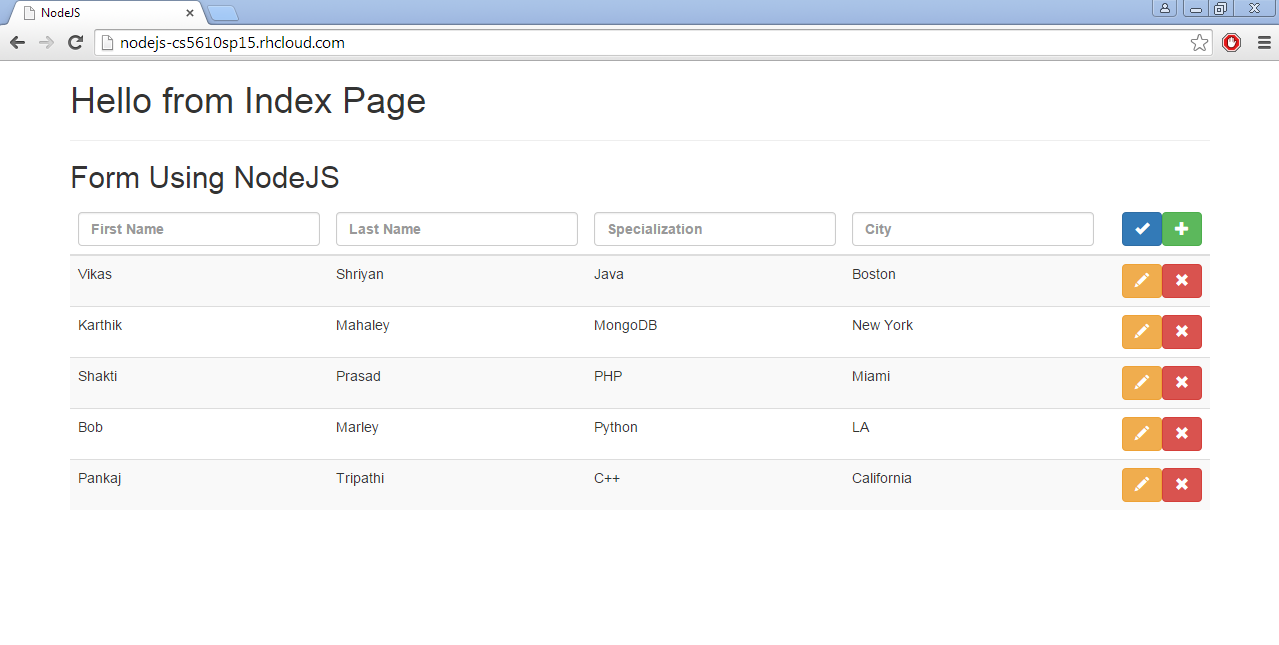 NodeJS
nodejs-cs5610sp15.rhcloud.com
Hello from Index Page
Form Using NodeJS
First Name Last Name Specialization City
Vikas Shriyan Java Boston
Karthik Mahaley MongoDB New York
Shakti Prasad PHP Miami
Bob Marley Python LA
Pankaj Tripathi C++ California